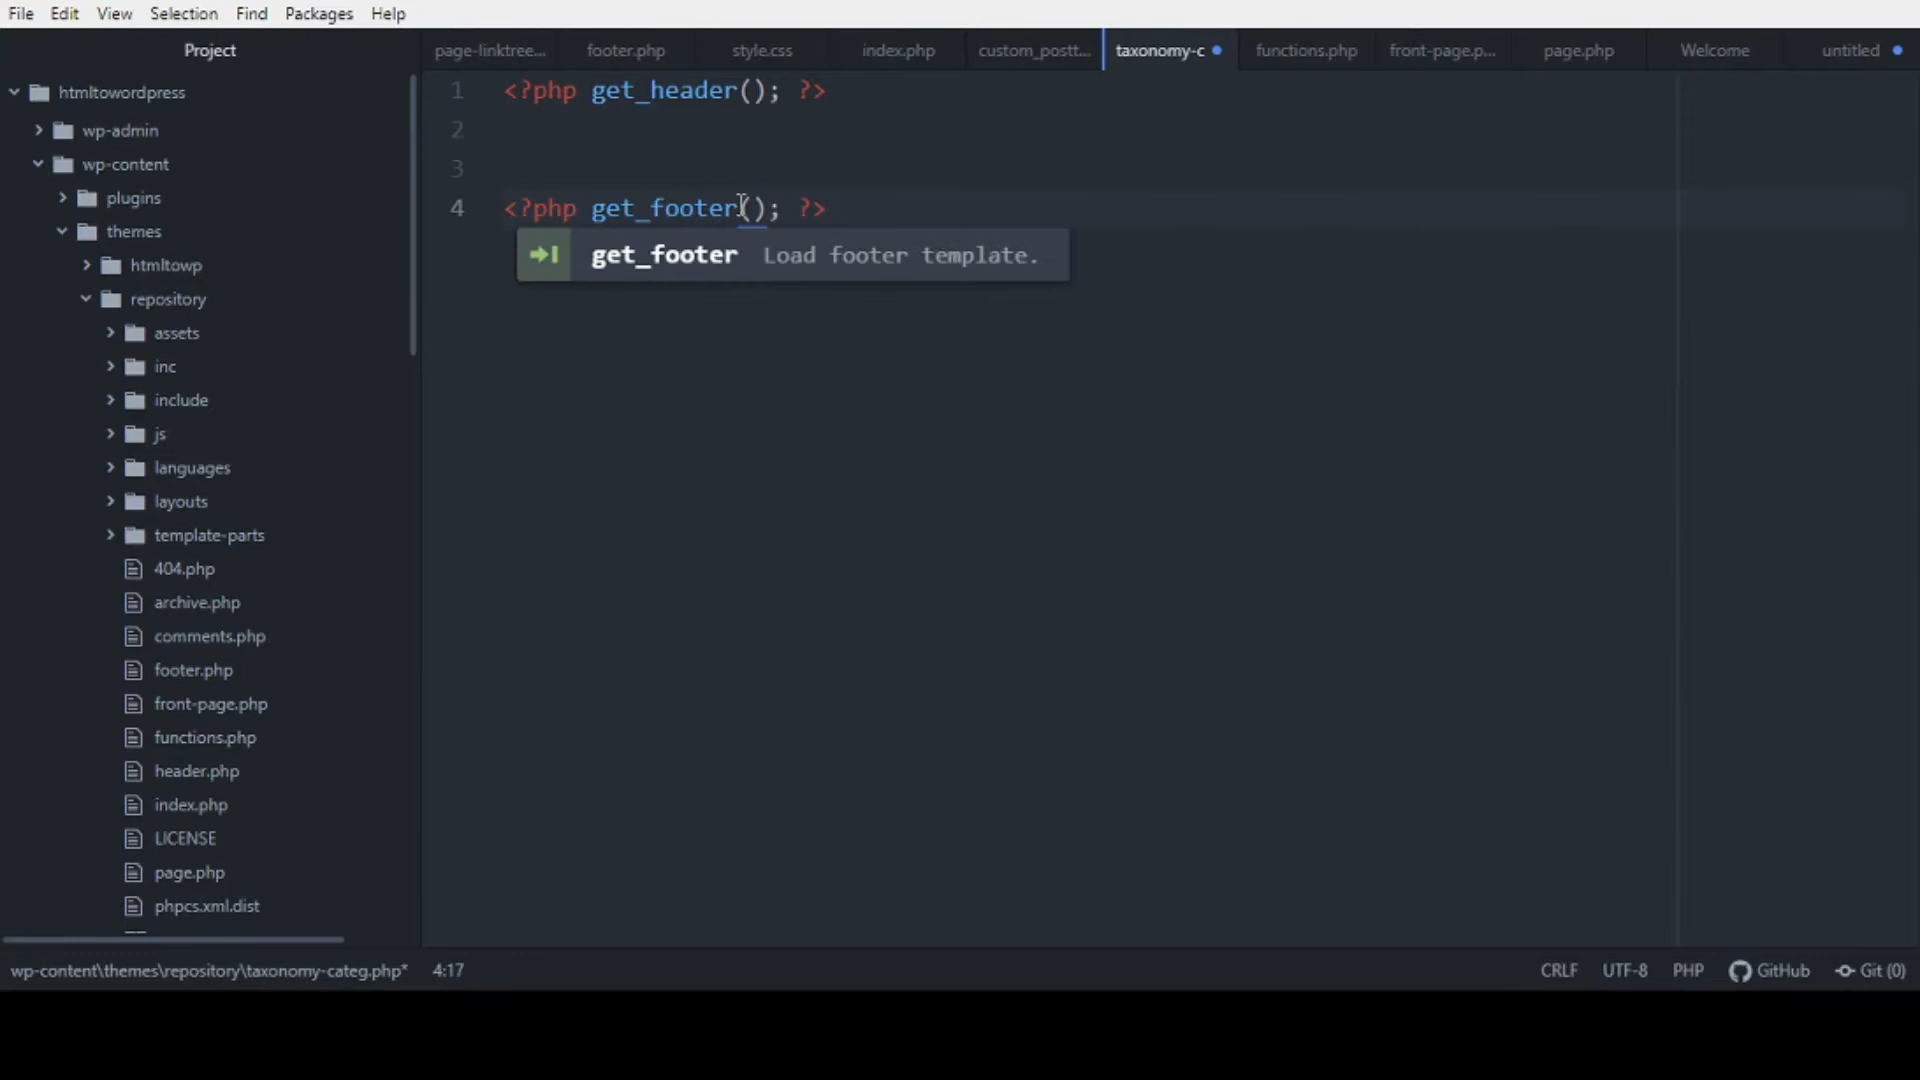 File Edit View Selection Find Packages Help
Project
page-linktree... footer.php style.css index.php custom_postt... taxonomy-c functions.php front-page.p... page.php Welcome untitled
htmltowordpress
wp-admin
wp-content
plugins
themes
htmltowp
repository
assets
inc
include
js
languages
layouts
template-parts
404.php
archive.php
comments.php
footer.php
front-page.php
functions.php
header.php
index.php
LICENSE
page.php
phpcs.xml.dist
1 <?php get_header(); ?>
2
3
4 <?php get_footer(); ?>
get_footer Load footer template.
wp-content\themes\repository\taxonomy-categ.php* 4:17 CRLF UTF-8 PHP GitHub Git (0)